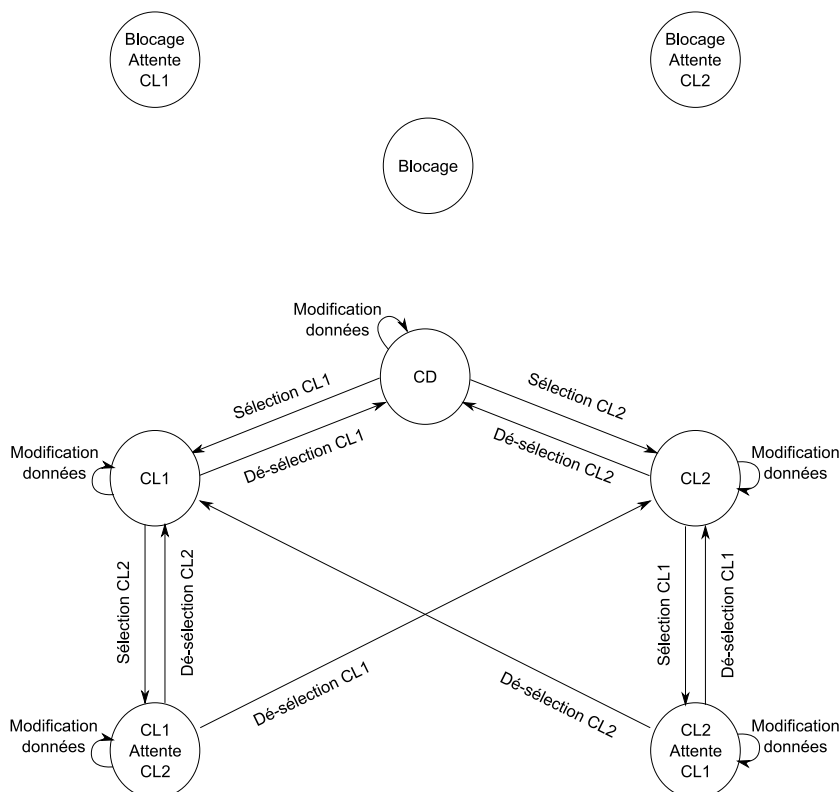 Blocage
Attente
CL1
Blocage
Attente
CL2
Blocage
Modification
données
CD
Sélection CL1
Sélection CL2
Dé-sélection CL1
Dé-sélection CL2
Modification
données
CL1
CL2
Modification
données
Sélection CL2
Dé-sélection CL2
Sélection CL1
Dé-sélection CL1
Dé-sélection CL1
Dé-sélection CL2
Modification
données
CL1
Attente
CL2
CL2
Attente
CL1
Modification
données